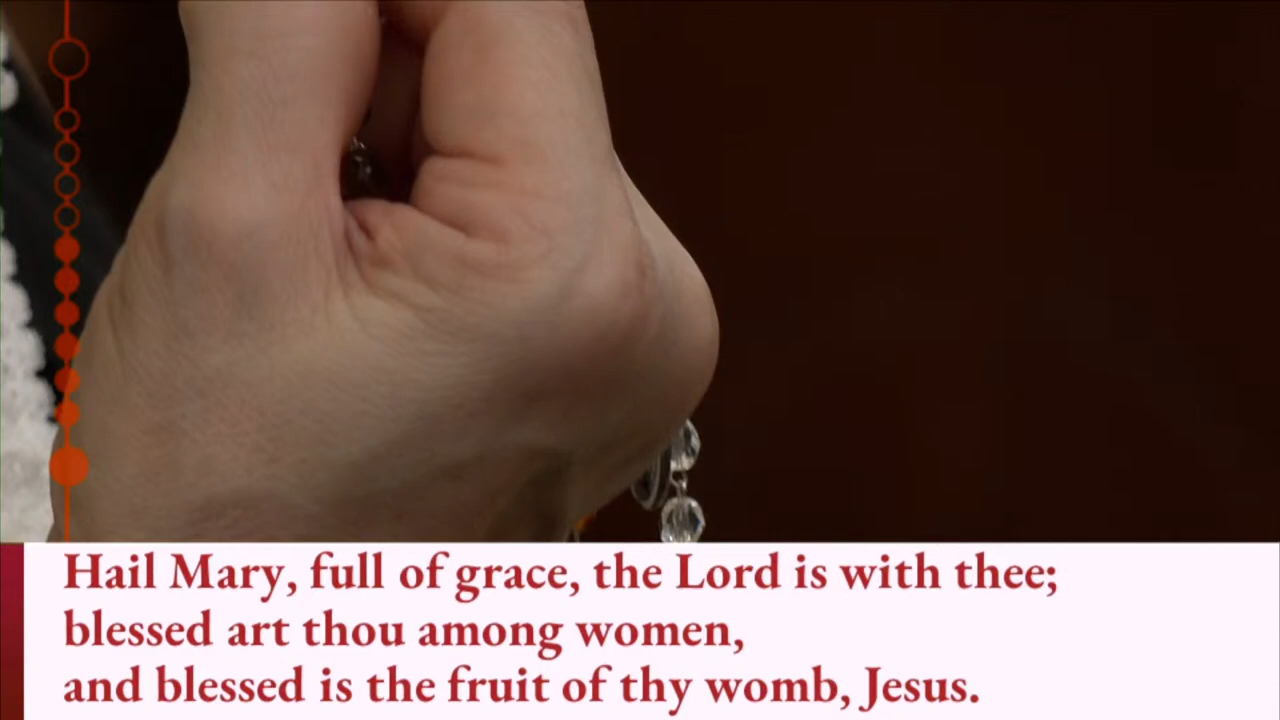 Hail Mary, full of grace, the Lord is with thee;
blessed art thou among women,
and blessed is the fruit of thy womb, Jesus.